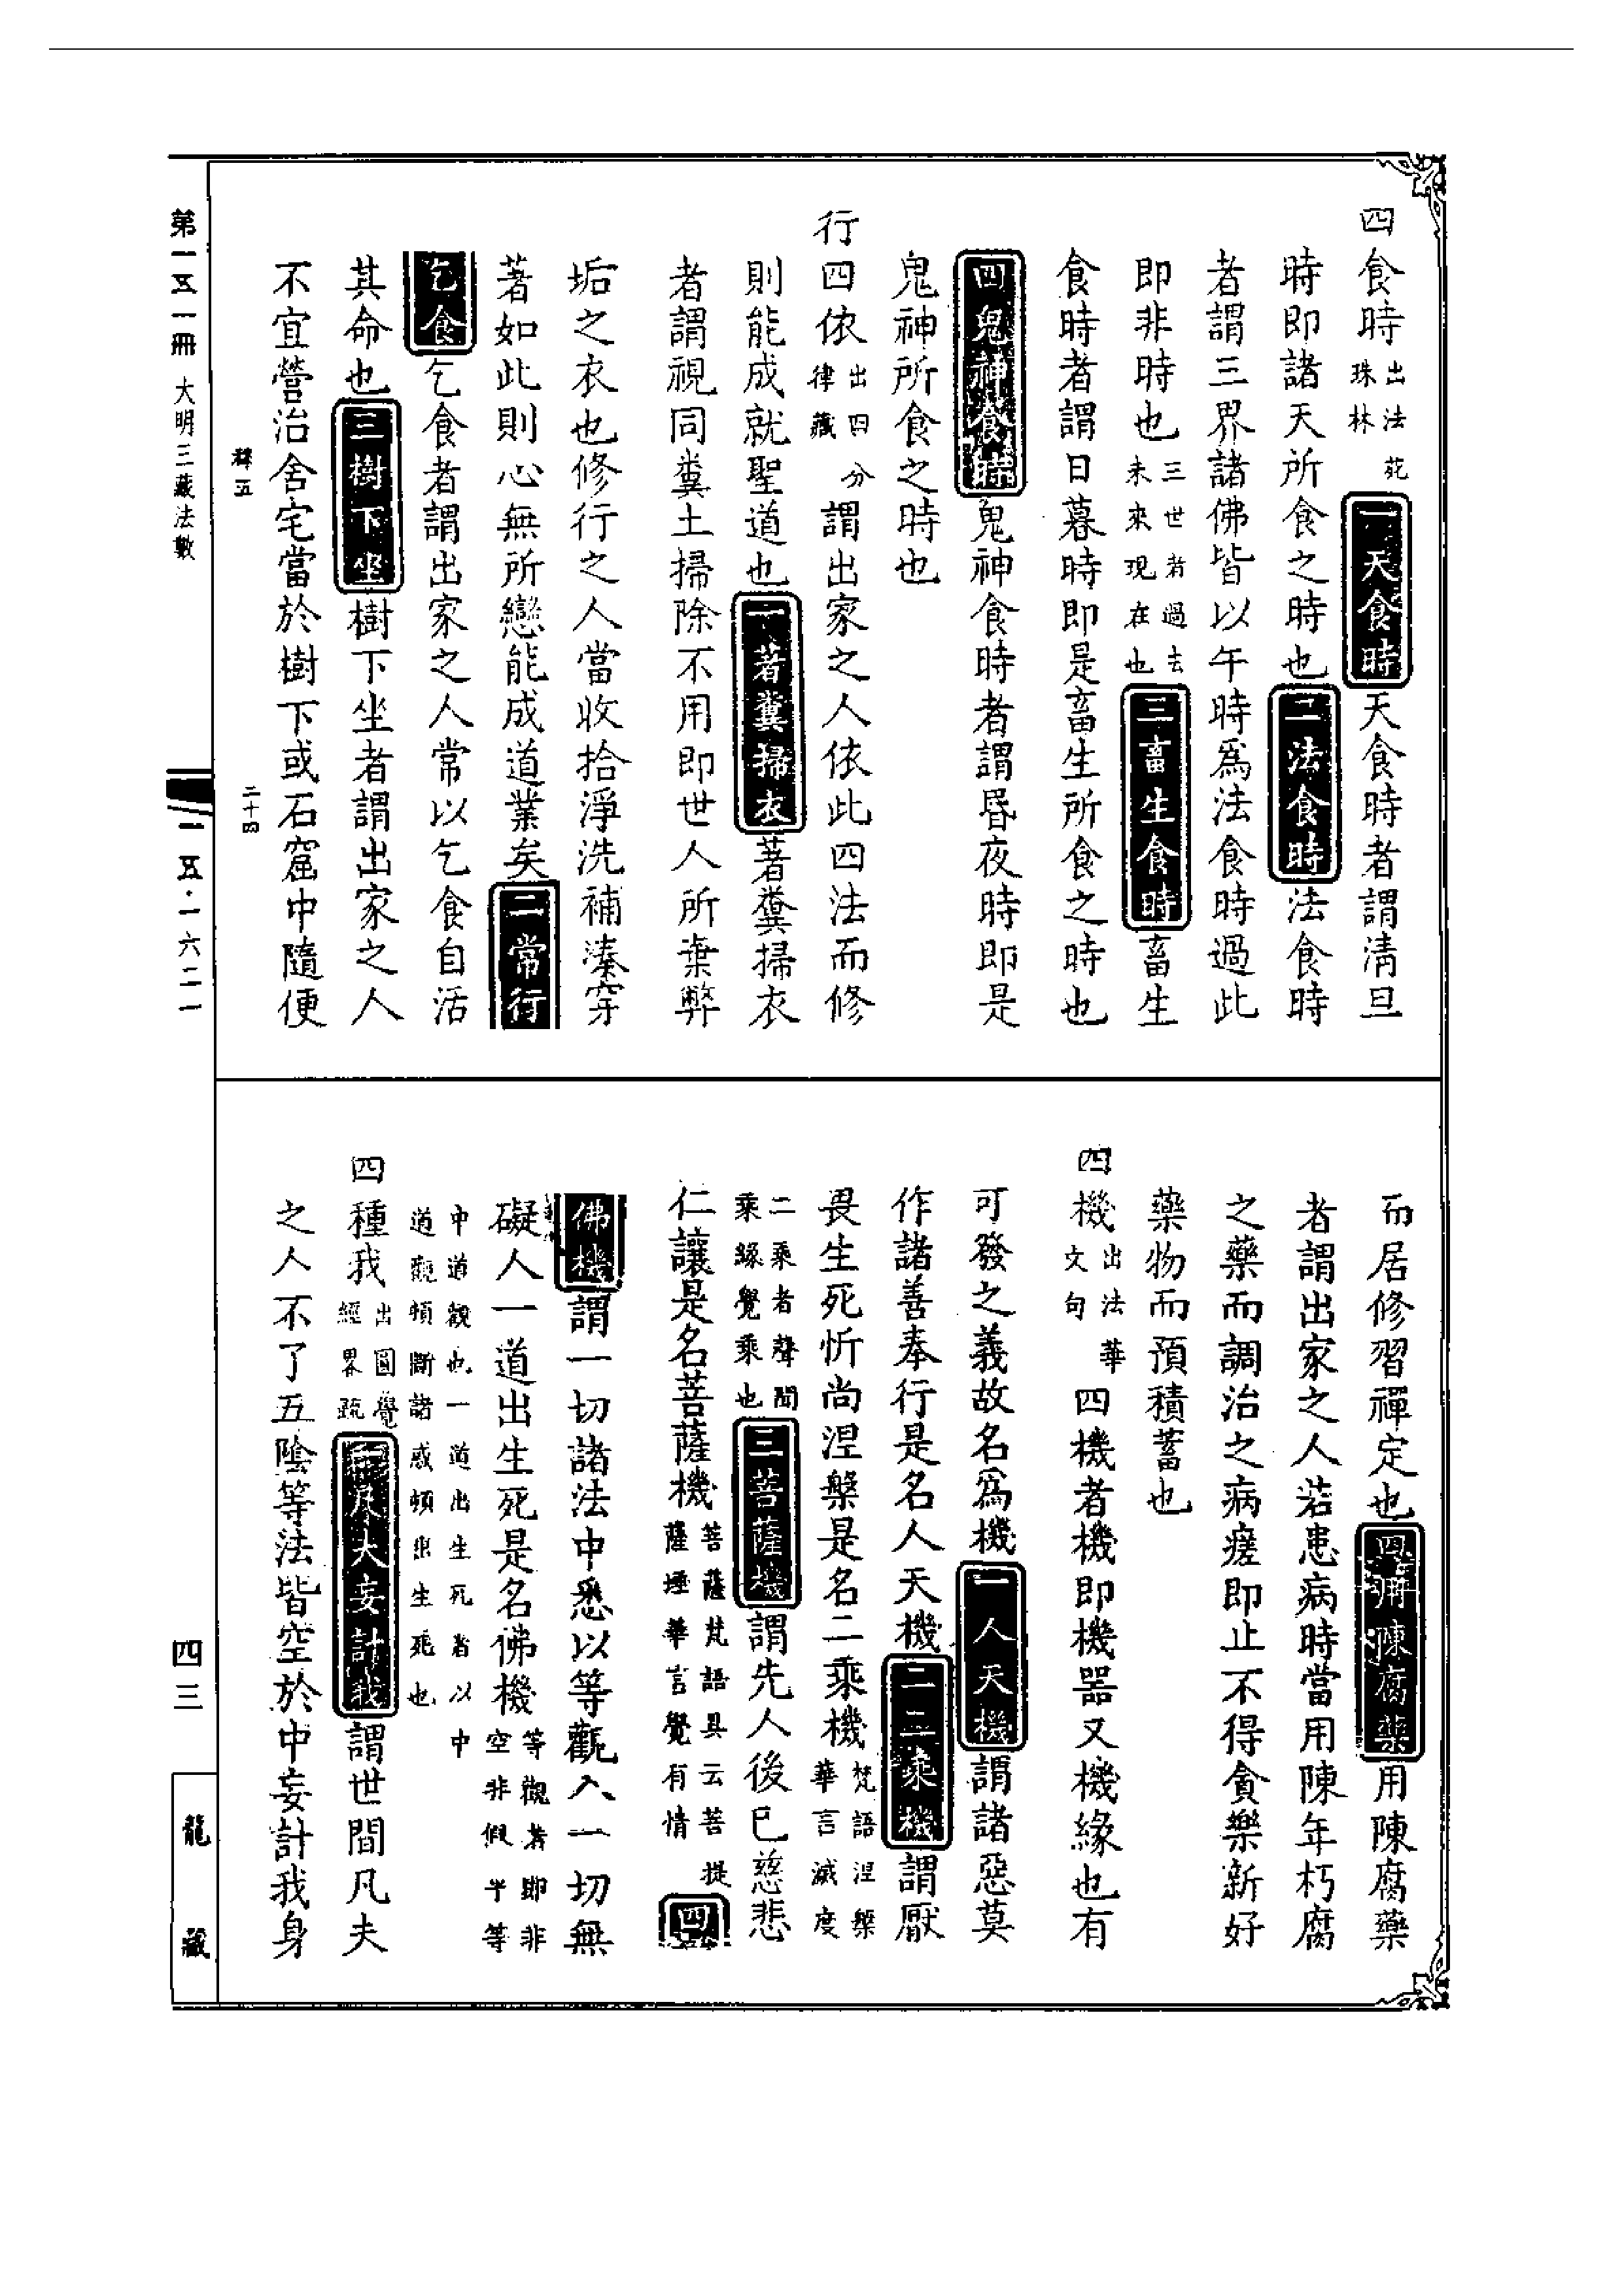 四食時出法苑珠林一天食時天食時者謂清旦
時即諸天所食之時也二法食時法食時
者謂三界諸佛皆以午時爲法食時過此
即非時也三世者過去未來現在也三畜生食時畜生
食時者謂日暮時即是畜生所食之時也
四鬼神食時鬼神食時者謂昏夜時即是
鬼神所食之時也
行四依出四分律藏謂出家之人依此四法而修
則能成就聖道也一著糞掃衣著糞掃衣
者謂視同糞土掃除不用即世人所棄弊
垢之衣也修行之人當收拾淨洗補湊穿
著如此則心無所戀能成道業矣二常行
乞食乞食者謂出家之人常以乞食自活
其命也三樹下坐樹下坐者謂出家之人
不宜營治舍宅當於樹下或石窟中隨便
而居修習禪定也四用陳腐藥用陳腐藥
者謂出家之人若患病時當用陳年朽腐
之藥而調治之病瘥即止不得貪樂新好
藥物而預積蓄也
四機出法華文句四機者機即機器又機緣也有
可發之義故名爲機一人天機謂諸惡莫
作諸善奉行是名人天機二二乘機謂厭
畏生死忻尚涅槃是名二乘機梵語涅槃華言滅度
二乘者聲聞乘緣覺乘也三菩薩機謂先人後己慈悲
仁讓是名菩薩機菩薩梵語具云菩提薩埵華言覺有情四
佛機謂一切諸法中悉以等觀入一切無
礙人一道出生死是名佛機等觀者即非空非假平等
中道觀也一道出生死者以中道觀頓斷諸惑頓出生死也
四種我出圓覺經畧疏一凡夫妄計我謂世間凡夫
之人不了五陰等法皆空於中妄計我身
第一五一冊 大明三藏法數
釋五 二十四
一五·一六二一
四三
龍藏